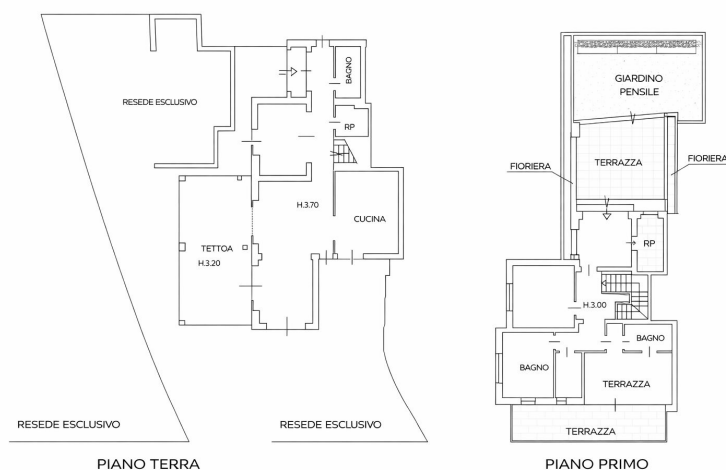 RESEDE ESCLUSIVO
BAGNO
RP
H.3.70
CUCINA
TETTOA
H.3.20
RESEDE ESCLUSIVO
RESEDE ESCLUSIVO
PIANO TERRA
GIARDINO
PENSILE
FIORIERA
TERRAZZA
FIORIERA
RP
H.3.00
BAGNO
BAGNO
TERRAZZA
TERRAZZA
PIANO PRIMO